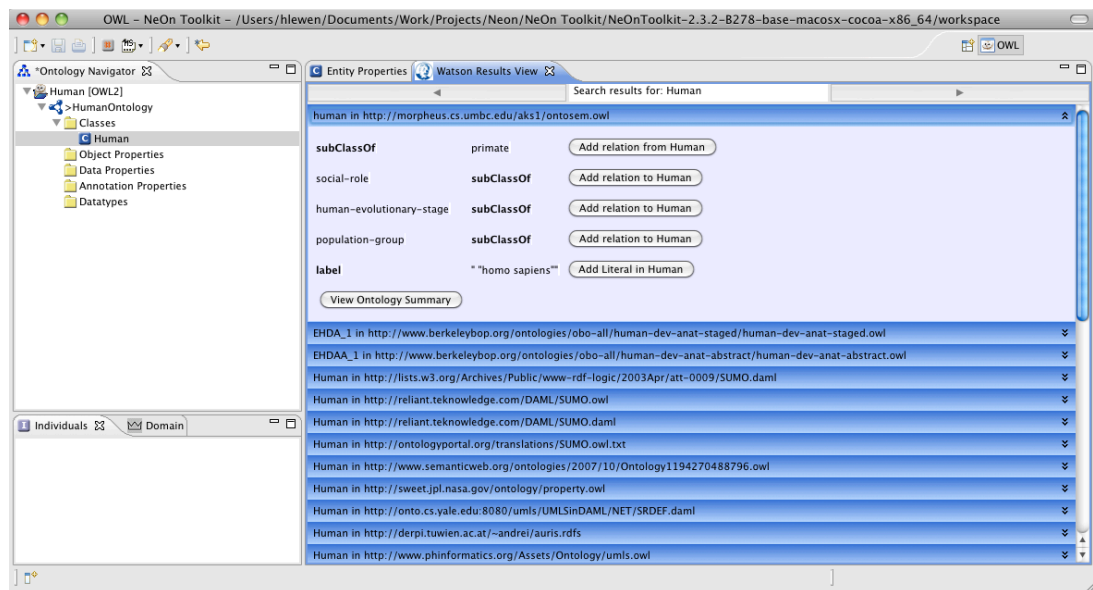 OWL - NeOn Toolkit - /Users/hlewen/Documents/Work/Projects/Neon/NeOn Toolkit/NeOnToolkit-2.3.2-B278-base-macosx-cocoa-x86_64/workspace
OWL
*Ontology Navigator
Human [OWL2]
>HumanOntology
Classes
C Human
Object Properties
Data Properties
Annotation Properties
Datatypes
I Individuals Domain
C Entity Properties Watson Results View
Search results for: Human
human in http://morpheus.cs.umbc.edu/aks1/ontosem.owl
subClassOf primate Add relation from Human
social-role subClassOf Add relation to Human
human-evolutionary-stage subClassOf Add relation to Human
population-group subClassOf Add relation to Human
label " "homo sapiens"" Add Literal in Human
View Ontology Summary
EHDA_1 in http://www.berkeleybop.org/ontologies/obo-all/human-dev-anat-staged/human-dev-anat-staged.owl
EHDAA_1 in http://www.berkeleybop.org/ontologies/obo-all/human-dev-anat-abstract/human-dev-anat-abstract.owl
Human in http://lists.w3.org/Archives/Public/www-rdf-logic/2003Apr/att-0009/SUMO.daml
Human in http://reliant.teknowledge.com/DAML/SUMO.owl
Human in http://reliant.teknowledge.com/DAML/SUMO.daml
Human in http://ontologyportal.org/translations/SUMO.owl.txt
Human in http://www.semanticweb.org/ontologies/2007/10/Ontology1194270488796.owl
Human in http://sweet.jpl.nasa.gov/ontology/property.owl
Human in http://onto.cs.yale.edu:8080/umls/UMLSinDAML/NET/SRDEF.daml
Human in http://derpi.tuwien.ac.at/~andrei/auris.rdfs
Human in http://www.phinformatics.org/Assets/Ontology/umls.owl